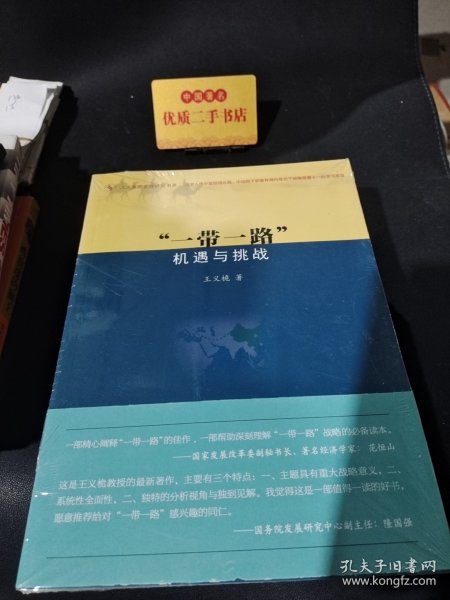 中国著名
优质二手书店
“一带一路”
机遇与挑战
王义桅 著
一部精心阐释“一带一路”的佳作，一部帮助深刻理解“一带一路”战略的必备读本。
——国家发展改革委副秘书长、著名经济学家：范恒山
这是王义桅教授的最新著作，主要有三个特点：一、主题具有重大战略意义，二、
系统性全面性，二、独特的分析视角与独到见解。我觉得这是一部值得一读的好书，
愿意推荐给对“一带一路”感兴趣的同仁。
——国务院发展研究中心副主任：隆国强
孔夫子旧书网
www.kongfz.com